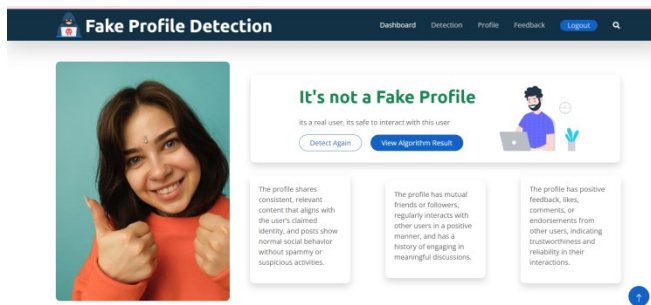 Fake Profile Detection
Dashboard Detection Profile Feedback Logout
It's not a Fake Profile
its a real user, its safe to interact with this user
Detect Again View Algorithm Result
The profile shares
consistent, relevant
content that aligns with
the user's claimed
identity, and posts show
normal social behavior
without spammy or
suspicious activities.
The profile has mutual
friends or followers,
regularly interacts with
other users in a positive
manner, and has a
history of engaging in
meaningful discussions.
The profile has positive
feedback, likes,
comments, or
endorsements from
other users, indicating
trustworthiness and
reliability in their
interactions.